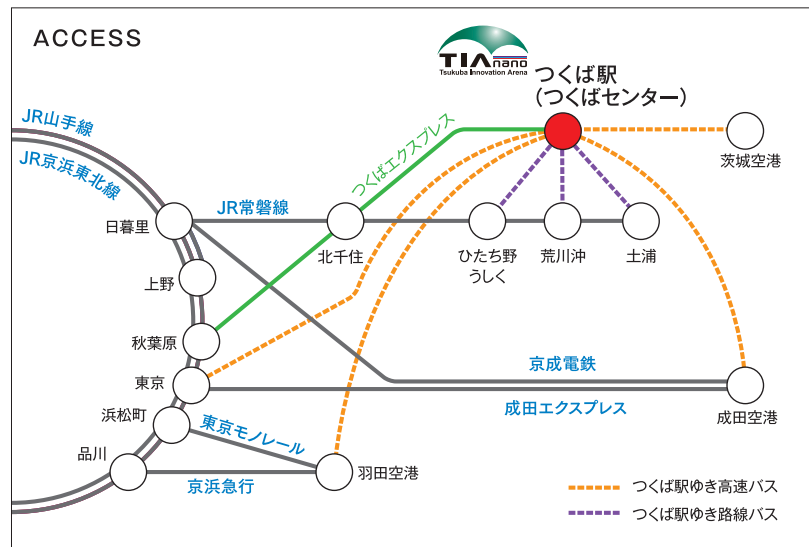 ACCESS
TIA nano
Tsukuba Innovation Arena
つくば駅
(つくばセンター)
JR山手線
JR京浜東北線
つくばエクスプレス
茨城空港
日暮里
JR常磐線
北千住
ひたち野
うしく
荒川沖
土浦
上野
秋葉原
東京
京成電鉄
成田エクスプレス
成田空港
浜松町
東京モノレール
品川
京浜急行
羽田空港
つくば駅ゆき高速バス
つくば駅ゆき路線バス